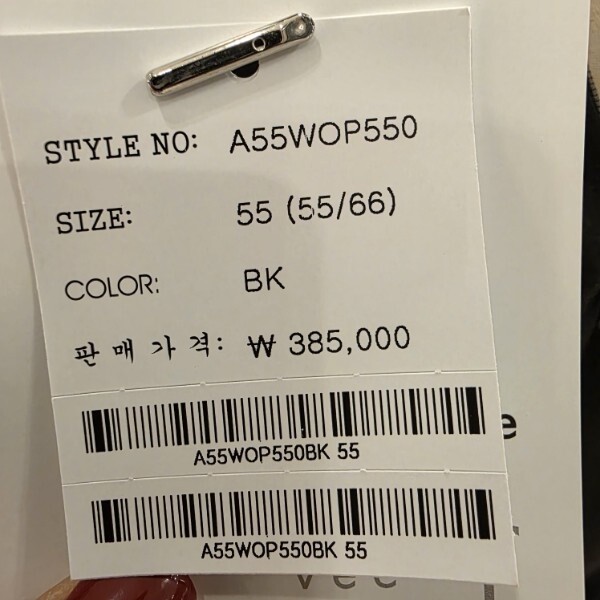 STYLE NO: A55WOP550
SIZE: 55 (55/66)
COLOR: BK
판매가격: ₩ 385,000
A55WOP550BK 55
A55WOP550BK 55